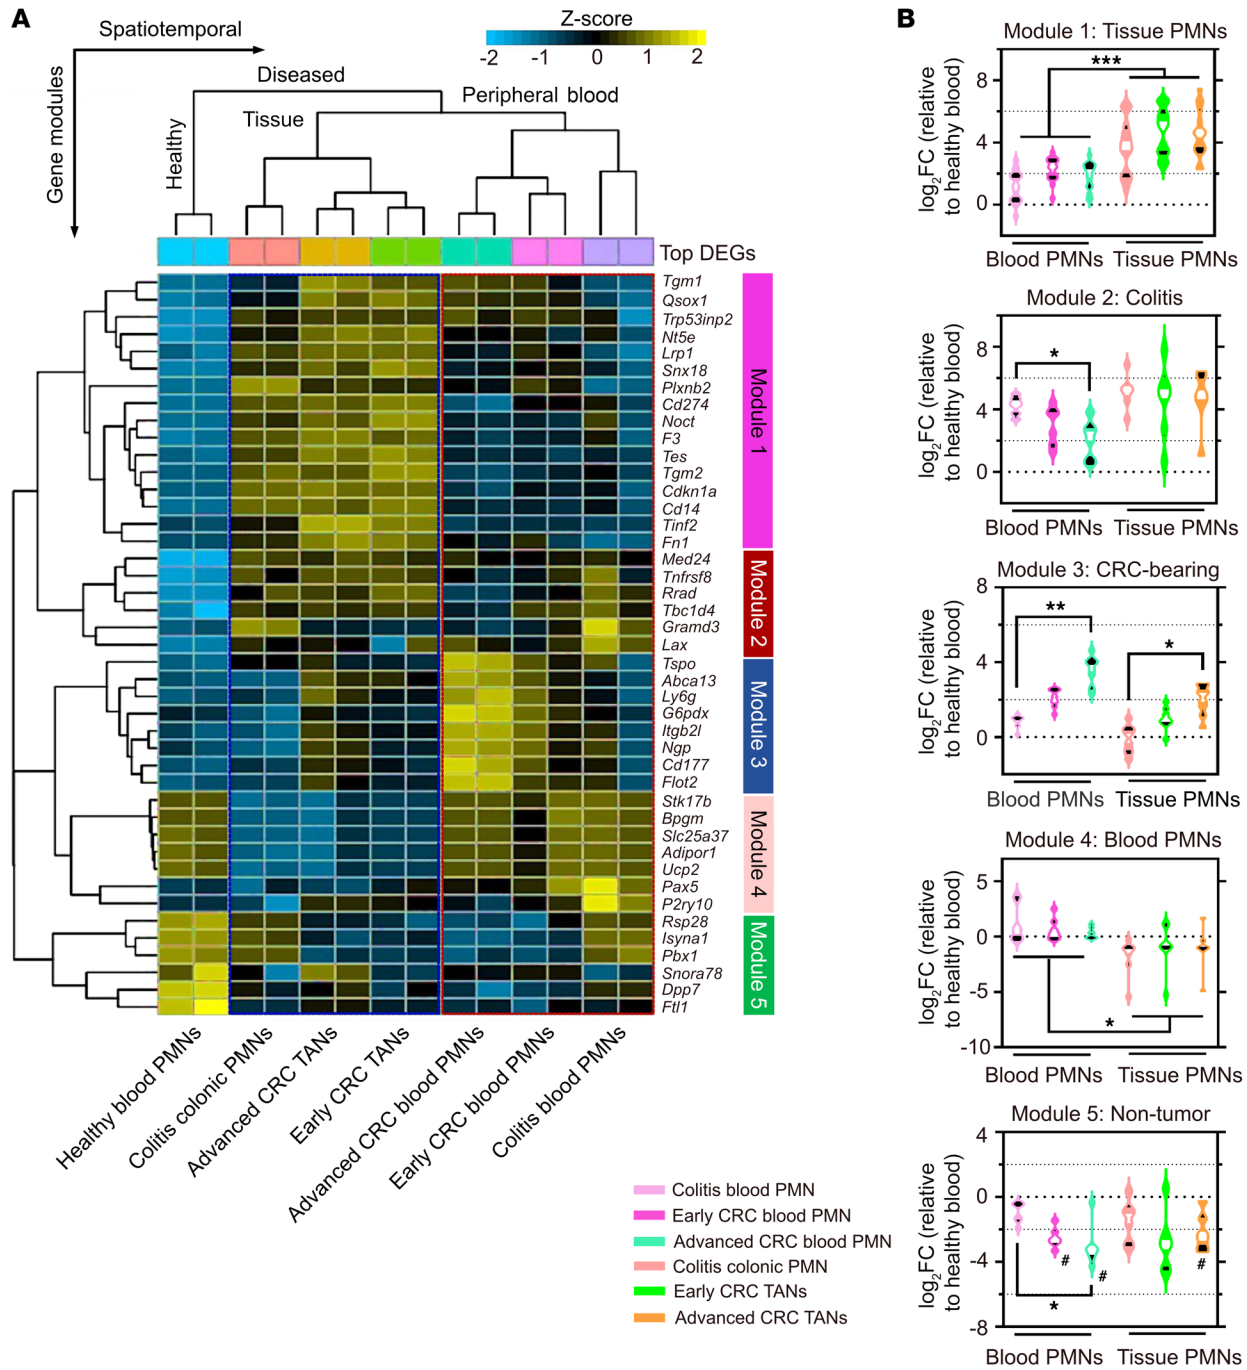 A
Spatiotemporal
Gene modules
Z-score
-2 -1 0 1 2
Diseased
Peripheral blood
Tissue
Healthy
Top DEGs
Tgm1
Qsox1
Trp53inp2
Nt5e
Lrp1
Snx18
Plxnb2
Cd274
Noct
F3
Tes
Tgm2
Cdkn1a
Cd14
Tinf2
Fn1
Med24
Tnfrsf8
Rrad
Tbc1d4
Gramd3
Lax
Tspo
Abca13
Ly6g
G6pdx
Itgb2l
Ngp
Cd177
Flot2
Stk17b
Bpgm
Slc25a37
Adipor1
Ucp2
Pax5
P2ry10
Rsp28
Isyna1
Pbx1
Snora78
Dpp7
Ftl1
Module 1
Module 2
Module 3
Module 4
Module 5
Healthy blood PMNs
Colitis colonic PMNs
Advanced CRC TANs
Early CRC TANs
Advanced CRC blood PMNs
Early CRC blood PMNs
Colitis blood PMNs
Colitis blood PMN
Early CRC blood PMN
Advanced CRC blood PMN
Colitis colonic PMN
Early CRC TANs
Advanced CRC TANs
B
Module 1: Tissue PMNs
log2FC (relative
to healthy blood)
8
4
0
***
Blood PMNs Tissue PMNs
Module 2: Colitis
log2FC (relative
to healthy blood)
8
4
0
*
Blood PMNs Tissue PMNs
Module 3: CRC-bearing
log2FC (relative
to healthy blood)
8
4
0
**
*
Blood PMNs Tissue PMNs
Module 4: Blood PMNs
log2FC (relative
to healthy blood)
5
0
-5
-10
*
Blood PMNs Tissue PMNs
Module 5: Non-tumor
log2FC (relative
to healthy blood)
4
0
-4
-8
# # #
*
Blood PMNs Tissue PMNs